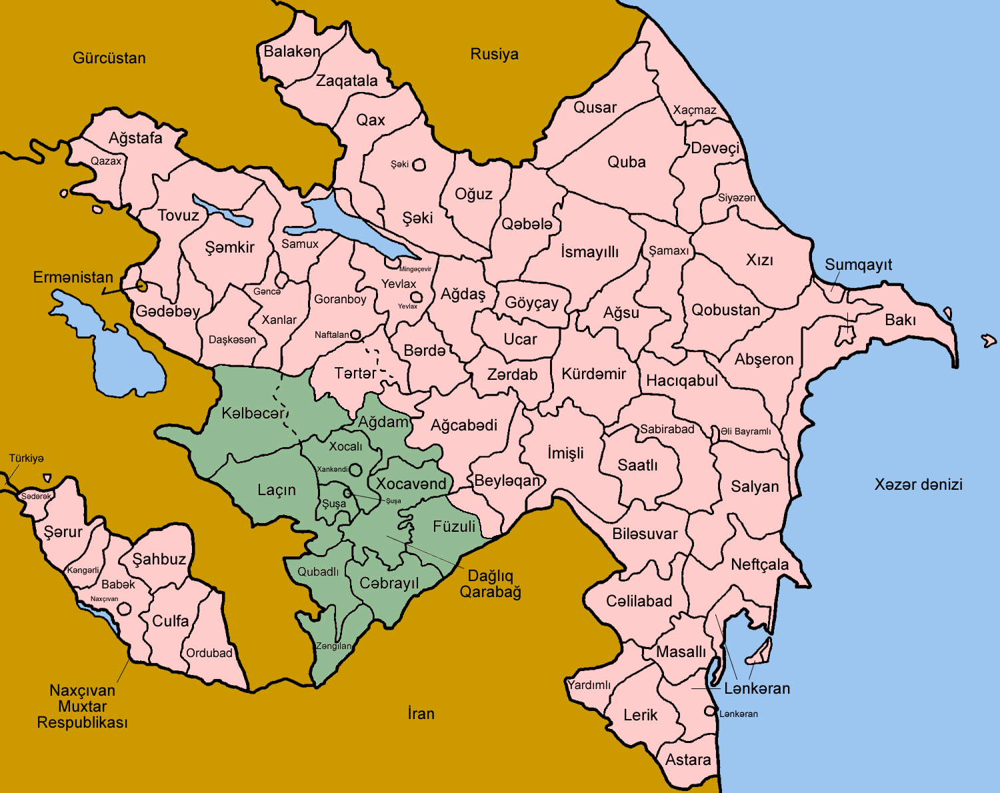 Gürcüstan
Rusiya
Balakən
Zaqatala
Qax
Qusar
Xaçmaz
Ağstafa
Qazax
Şəki
Dəvəçi
Quba
Oğuz
Siyəzən
Tovuz
Şəki
Qəbələ
Şəmkir
Samux
İsmayıllı
Şamaxı
Xızı
Sumqayıt
Ermənistan
Mingəçevir
Yevlax
Yevlax
Gəncə
Goranboy
Ağdaş
Göyçay
Ağsu
Qobustan
Bakı
Gədəbəy
Xanlar
Daşkəsən
Naftalan
Bərdə
Ucar
Abşeron
Tərtər
Zərdab
Kürdəmir
Hacıqabul
Kəlbəcər
Ağdam
Ağcabədi
Sabirabad
Əli Bayramlı
Xocalı
İmişli
Saatlı
Türkiyə
Xankəndi
Laçın
Xocavənd
Beyləqan
Salyan
Xəzər dənizi
Sədərək
Şuşa
Şuşa
Şərur
Füzuli
Biləsuvar
Şahbuz
Kəngərli
Neftçala
Babək
Qubadlı
Cəbrayıl
Dağlıq
Qarabağ
Naxçıvan
Cəlilabad
Culfa
Zəngilan
Ordubad
Masallı
Yardımlı
Lənkəran
Naxçıvan
Muxtar
Respublikası
İran
Lerik
Lənkəran
Astara